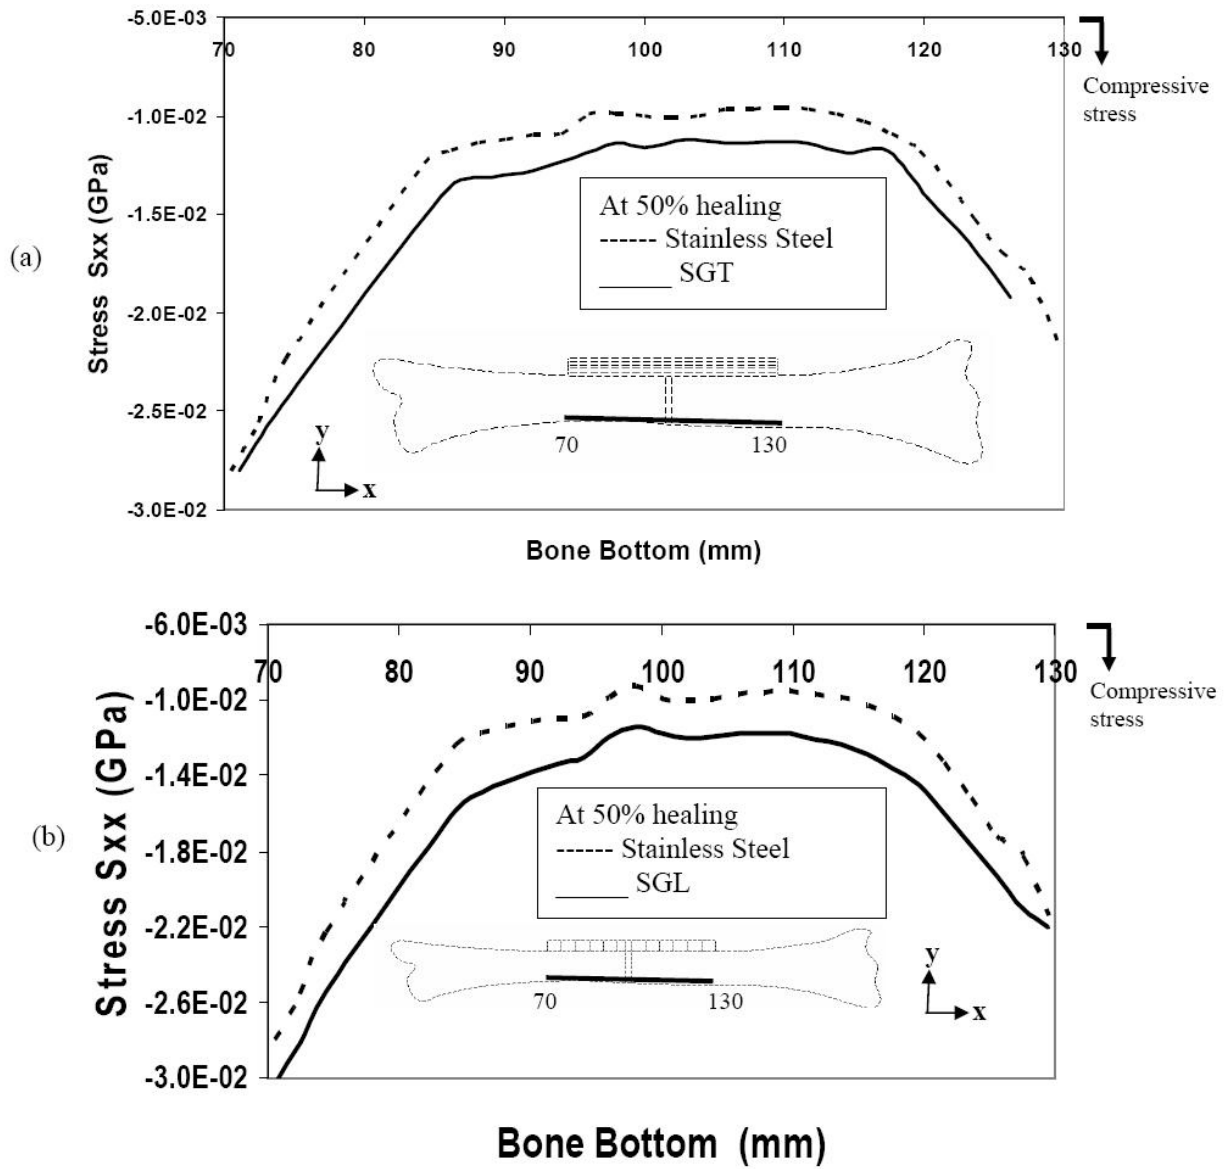 -5.0E-03
70 80 90 100 110 120 130
Compressive
stress
-1.0E-02
-1.5E-02
-2.0E-02
-2.5E-02
-3.0E-02
Stress Sxx (GPa)
(a)
At 50% healing
------ Stainless Steel
_____ SGT
70 130
y
x
Bone Bottom (mm)
-6.0E-03
70 80 90 100 110 120 130
Compressive
stress
-1.0E-02
-1.4E-02
-1.8E-02
-2.2E-02
-2.6E-02
-3.0E-02
Stress Sxx (GPa)
(b)
At 50% healing
------ Stainless Steel
_____ SGL
70 130
y
x
Bone Bottom (mm)